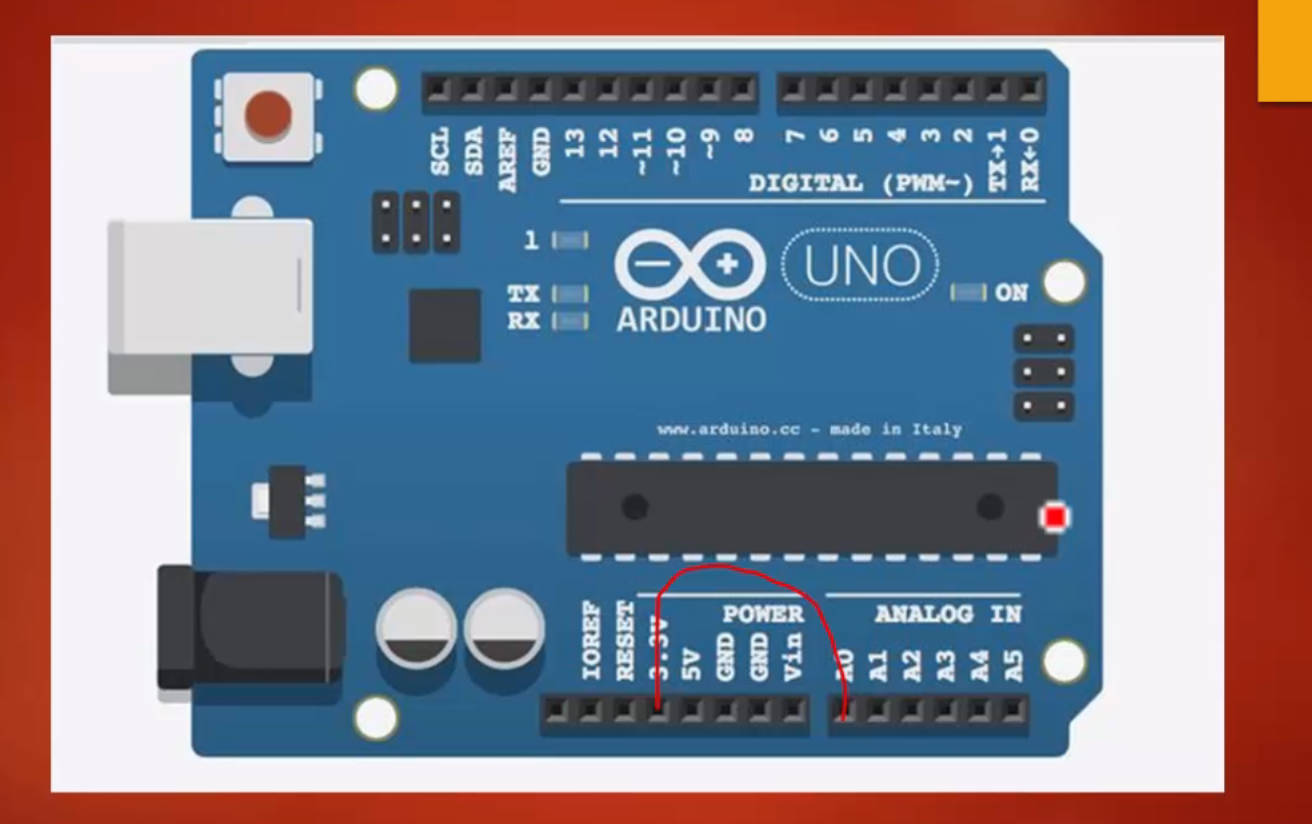 SCL
SDA
AREF
GND
13
12
~11
~10
~9
8
7
6
5
4
3
2
TX→1
RX←0
DIGITAL (PWM~)
1
TX
RX
ARDUINO
UNO
ON
www.arduino.cc - made in Italy
POWER
ANALOG IN
IOREF
RESET
3.3V
5V
GND
GND
Vin
A0
A1
A2
A3
A4
A5